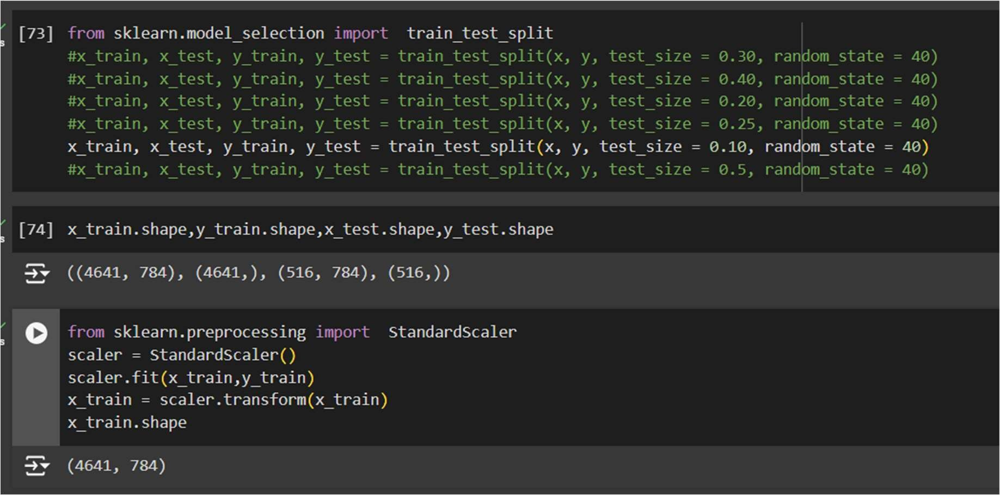 [73] from sklearn.model_selection import  train_test_split
#x_train, x_test, y_train, y_test = train_test_split(x, y, test_size = 0.30, random_state = 40)
#x_train, x_test, y_train, y_test = train_test_split(x, y, test_size = 0.40, random_state = 40)
#x_train, x_test, y_train, y_test = train_test_split(x, y, test_size = 0.20, random_state = 40)
#x_train, x_test, y_train, y_test = train_test_split(x, y, test_size = 0.25, random_state = 40)
x_train, x_test, y_train, y_test = train_test_split(x, y, test_size = 0.10, random_state = 40)
#x_train, x_test, y_train, y_test = train_test_split(x, y, test_size = 0.5, random_state = 40)
[74] x_train.shape,y_train.shape,x_test.shape,y_test.shape
((4641, 784), (4641,), (516, 784), (516,))
from sklearn.preprocessing import  StandardScaler
scaler = StandardScaler()
scaler.fit(x_train,y_train)
x_train = scaler.transform(x_train)
x_train.shape
(4641, 784)